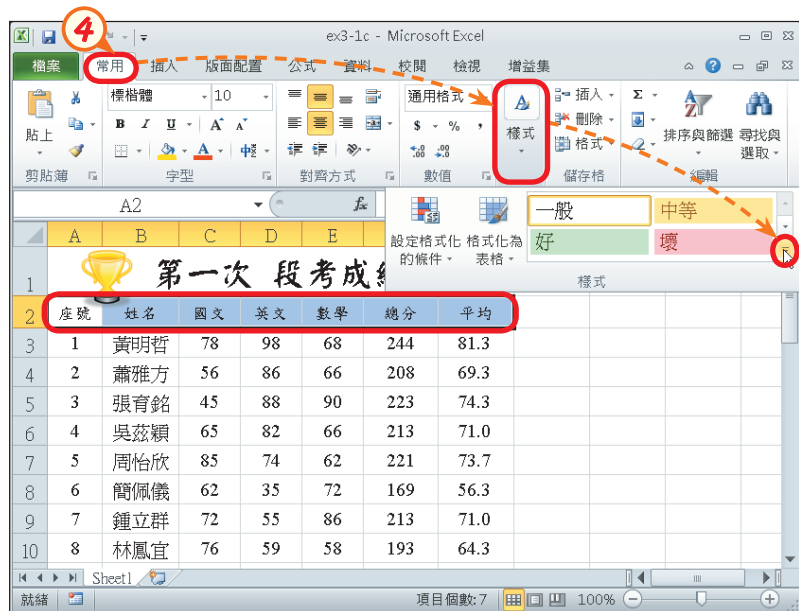 4
ex3-1c - Microsoft Excel
檔案 常用 插入 版面配置 公式 資料 校閱 檢視 增益集
貼上
剪貼簿
標楷體 10
B I U A A
A 中ž
字型
對齊方式
通用格式
$ % ,
.00
數值
樣式
插入
刪除
格式
儲存格
Σ
排序與篩選 尋找與選取
編輯
A2 fx
設定格式化的條件 格式化為表格
一般 中等
好 壞
樣式
A B C D E
1 第一次 段考成
2 座號 姓名 國文 英文 數學 總分 平均
3 1 黃明哲 78 98 68 244 81.3
4 2 蕭雅方 56 86 66 208 69.3
5 3 張育銘 45 88 90 223 74.3
6 4 吳茲穎 65 82 66 213 71.0
7 5 周怡欣 85 74 62 221 73.7
8 6 簡佩儀 62 35 72 169 56.3
9 7 鍾立群 72 55 86 213 71.0
10 8 林鳳宜 76 59 58 193 64.3
Sheet1
就緒 項目個數:7 100%